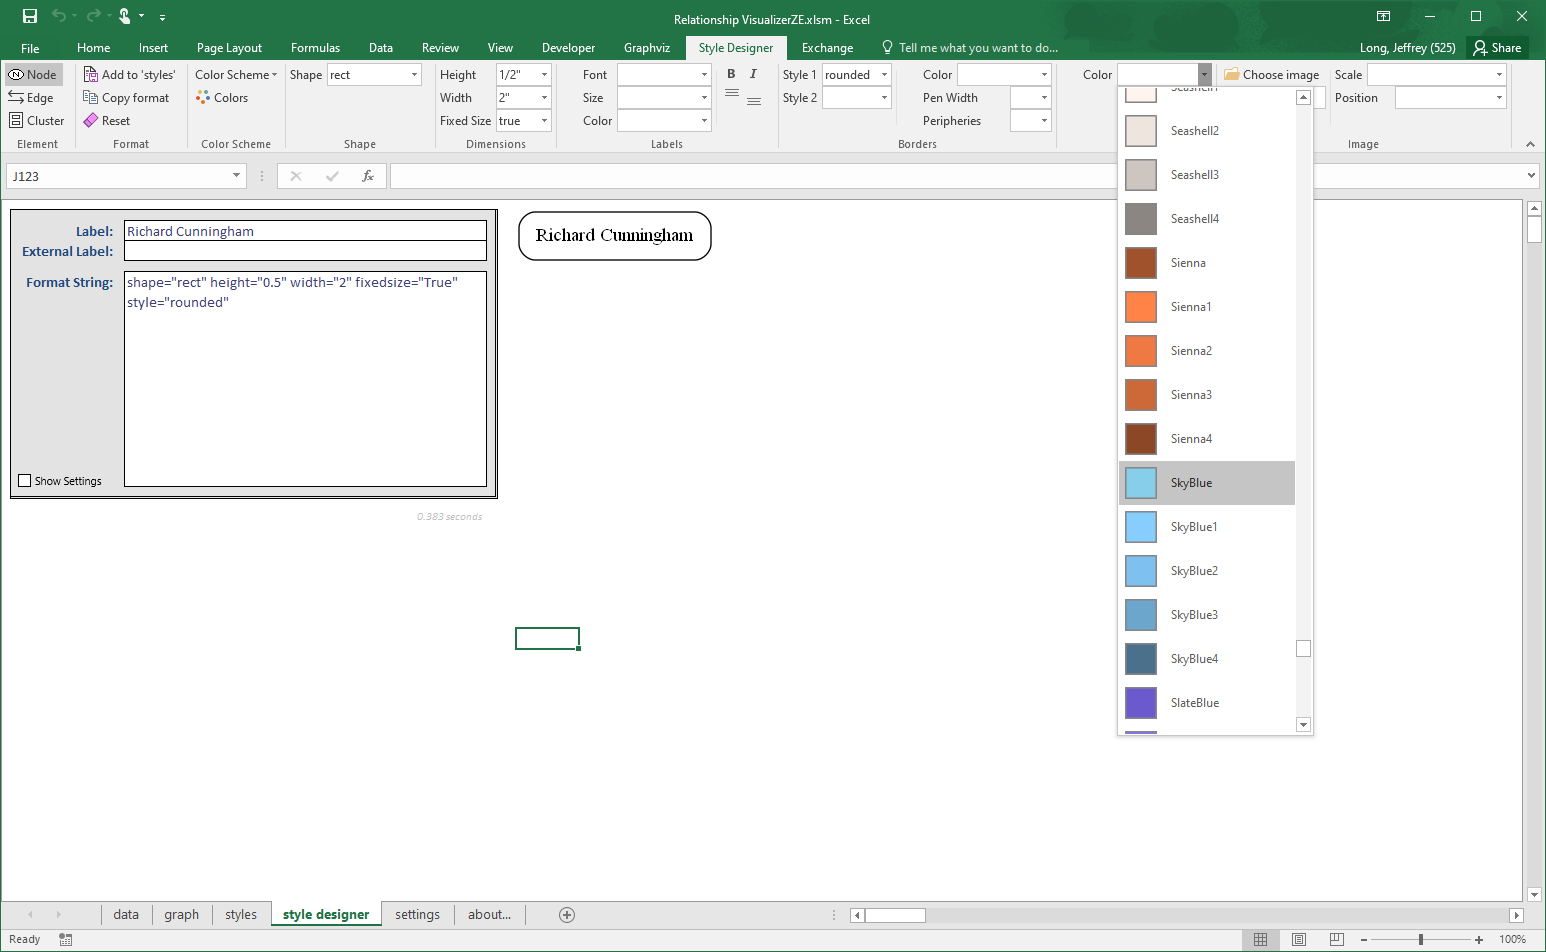 Relationship VisualizerZE.xlsm - Excel
File Home Insert Page Layout Formulas Data Review View Developer Graphviz Style Designer Exchange Tell me what you want to do... Long, Jeffrey (525) Share
Node Add to 'styles' Color Scheme Shape rect Height 1/2" Font B I Style 1 rounded Color Color Choose image Scale
Edge Copy format Colors Width 2" Size Style 2 Pen Width Position
Cluster Reset Fixed Size true Color Peripheries
Element Format Color Scheme Shape Dimensions Labels Borders Image
J123 fx
Label: Richard Cunningham
External Label:
Format String: shape="rect" height="0.5" width="2" fixedsize="True"
style="rounded"
Show Settings
0.383 seconds
Richard Cunningham
Seashell1
Seashell2
Seashell3
Seashell4
Sienna
Sienna1
Sienna2
Sienna3
Sienna4
SkyBlue
SkyBlue1
SkyBlue2
SkyBlue3
SkyBlue4
SlateBlue
data graph styles style designer settings about...
Ready 100%